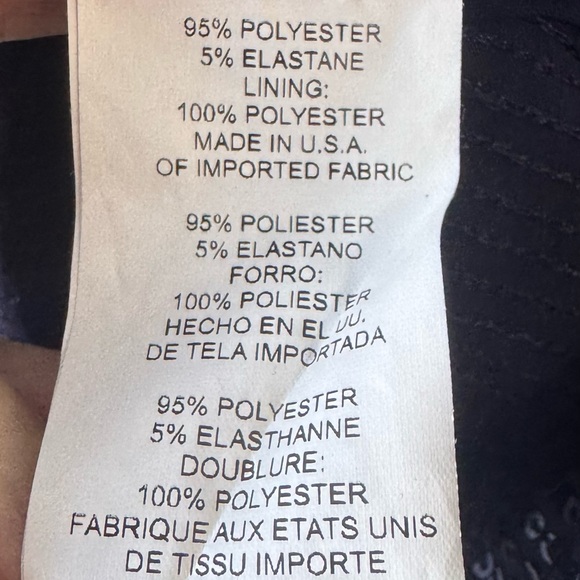 95% POLYESTER
5% ELASTANE
LINING:
100% POLYESTER
MADE IN U.S.A.
OF IMPORTED FABRIC
95% POLIESTER
5% ELASTANO
FORRO:
100% POLIESTER
HECHO EN EL UU.
DE TELA IMPORTADA
95% POLYESTER
5% ELASTHANNE
DOUBLURE:
100% POLYESTER
FABRIQUE AUX ETATS UNIS
DE TISSU IMPORTE